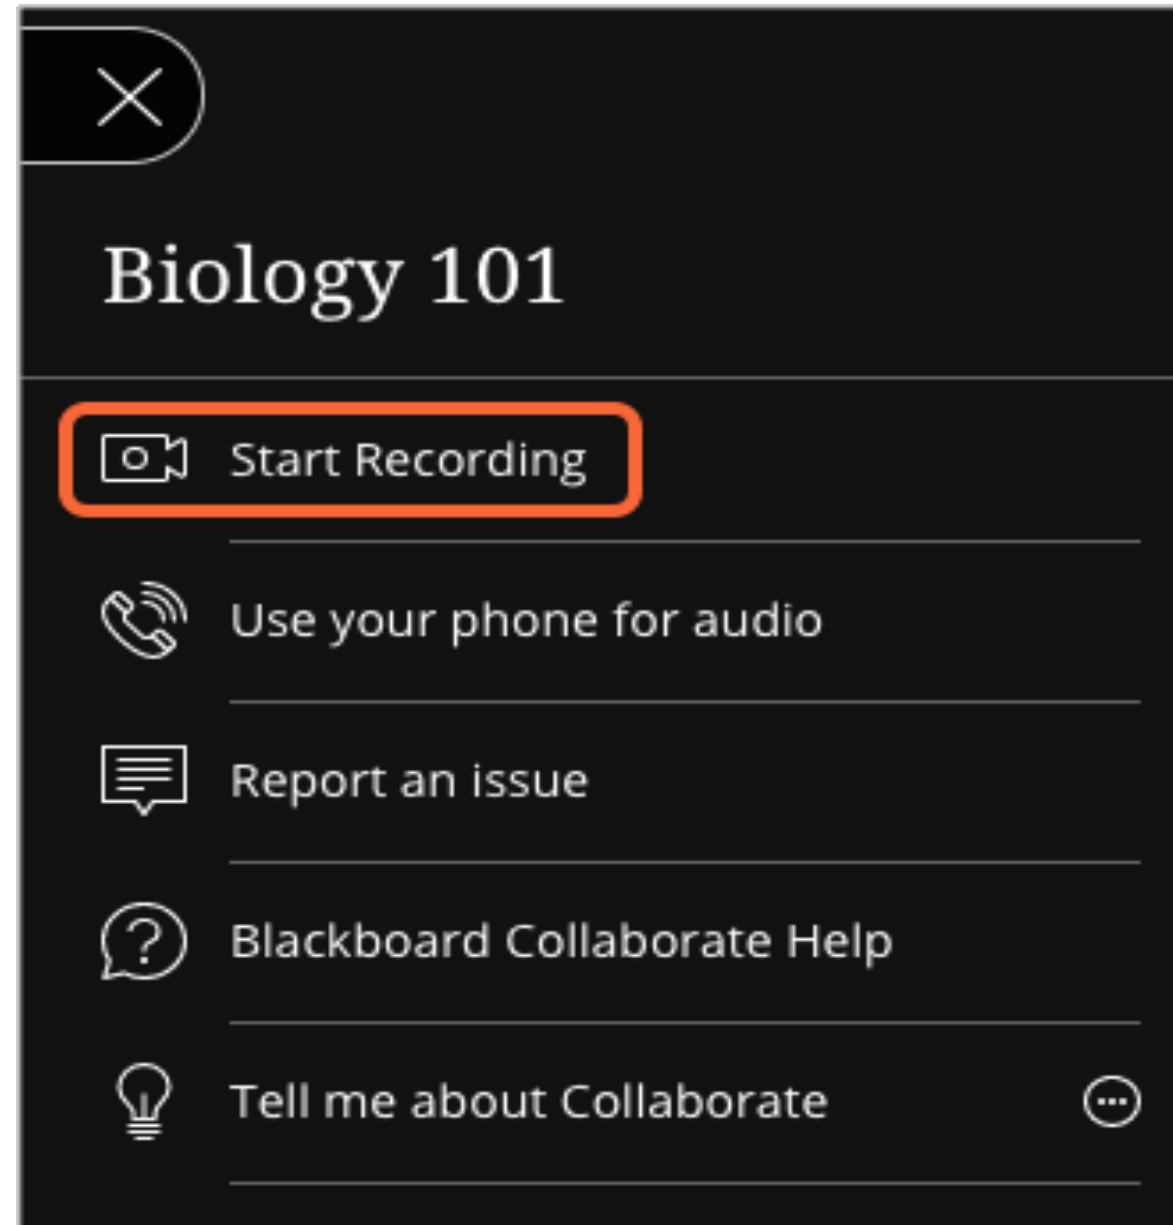 Biology 101
Start Recording
Use your phone for audio
Report an issue
Blackboard Collaborate Help
Tell me about Collaborate